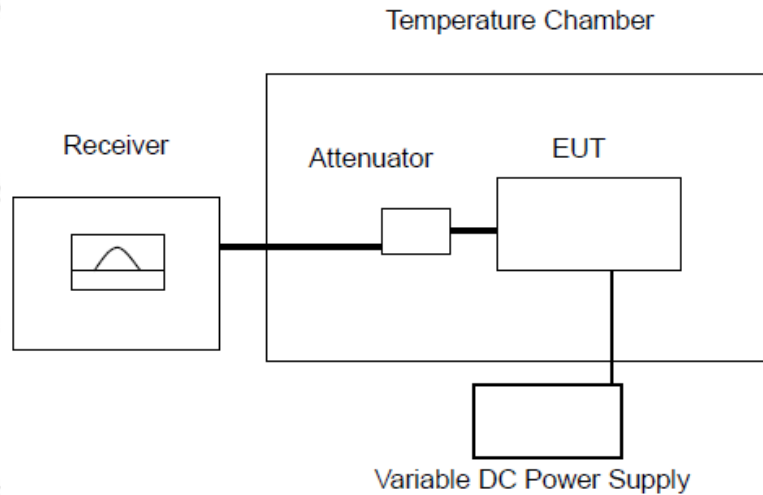 Temperature Chamber
Receiver
Attenuator
EUT
Variable DC Power Supply